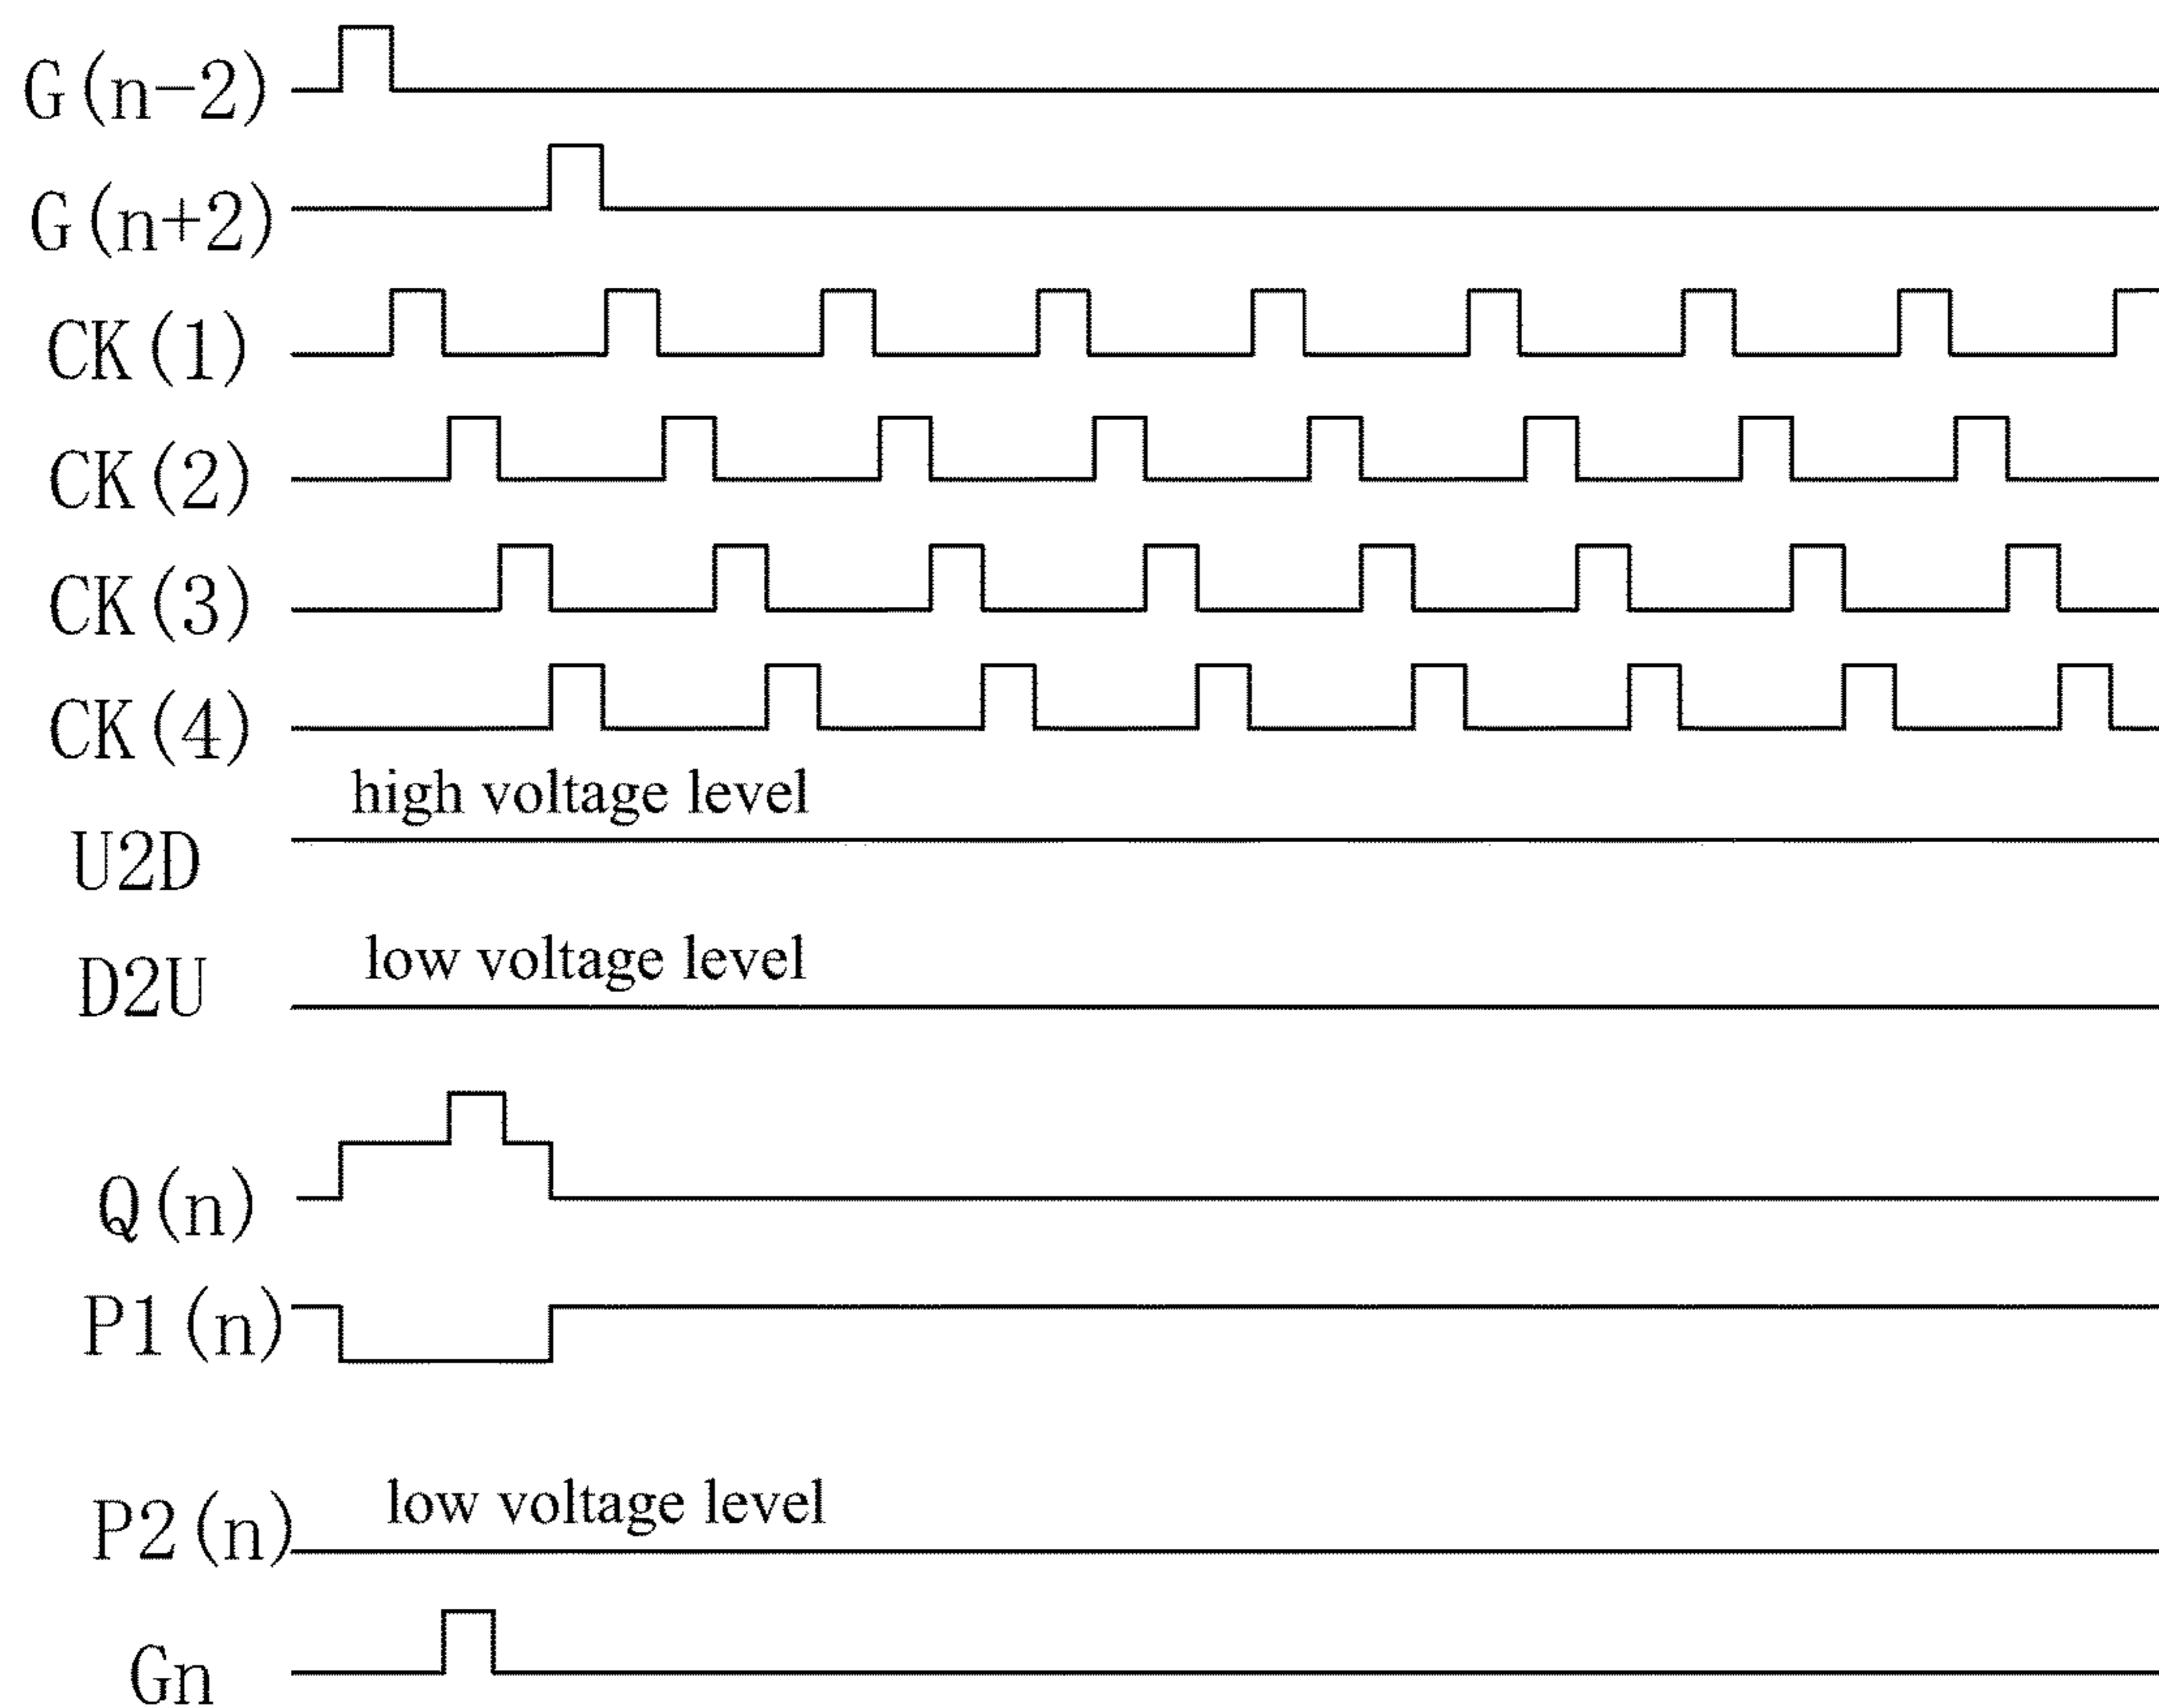 G(n-2)
G(n+2)
CK(1)
CK(2)
CK(3)
CK(4)
high voltage level
U2D
low voltage level
D2U
Q(n)
P1(n)
low voltage level
P2(n)
Gn